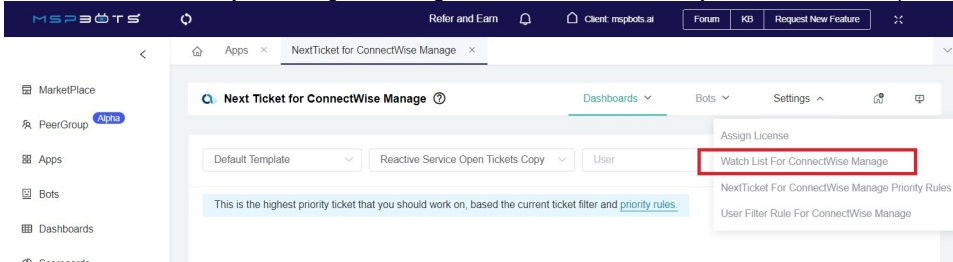 MSPBOTS
Refer and Earn
Client: mspbots.ai
Forum
KB
Request New Feature
Apps ×
NextTicket for ConnectWise Manage ×
MarketPlace
PeerGroup Alpha
Apps
Bots
Dashboards
Next Ticket for ConnectWise Manage
Dashboards
Bots
Settings
Assign License
Watch List For ConnectWise Manage
NextTicket For ConnectWise Manage Priority Rules
User Filter Rule For ConnectWise Manage
Default Template
Reactive Service Open Tickets Copy
User
This is the highest priority ticket that you should work on, based the current ticket filter and priority rules.